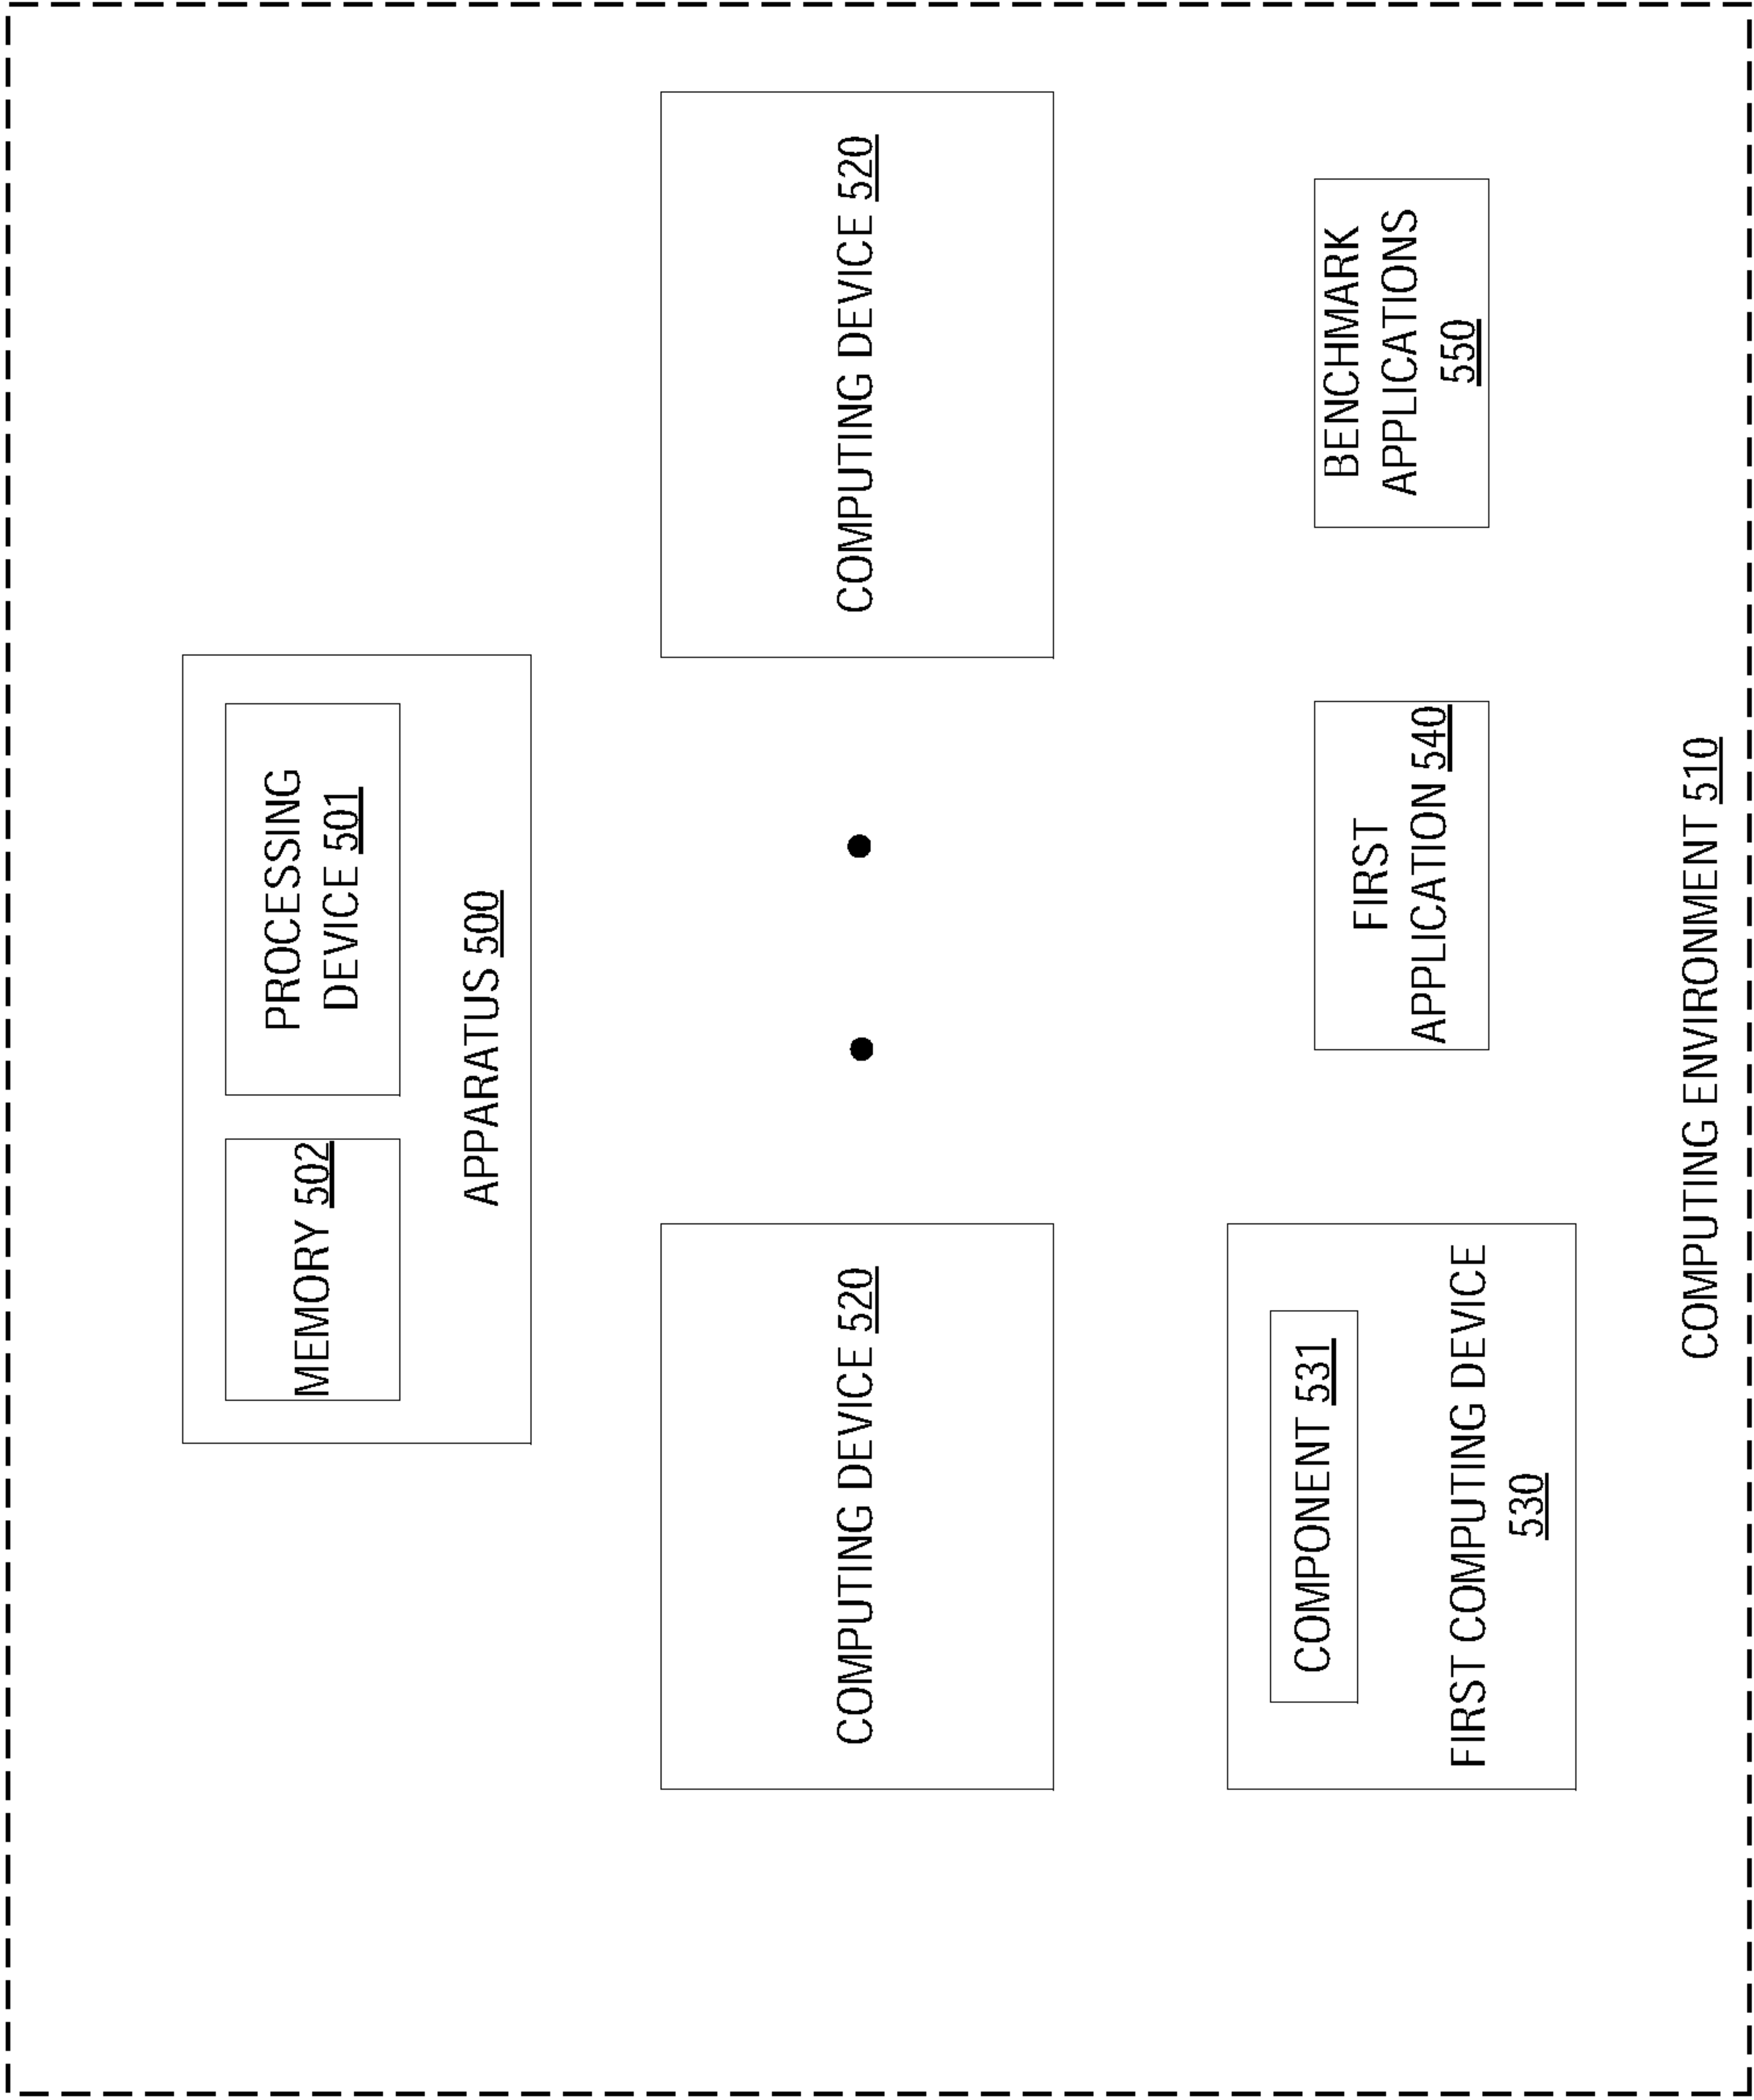 MEMORY 502
PROCESSING
DEVICE 501
APPARATUS 500
COMPUTING DEVICE 520
COMPUTING DEVICE 520
COMPONENT 531
FIRST COMPUTING DEVICE
530
FIRST
APPLICATION 540
BENCHMARK
APPLICATIONS
550
COMPUTING ENVIRONMENT 510